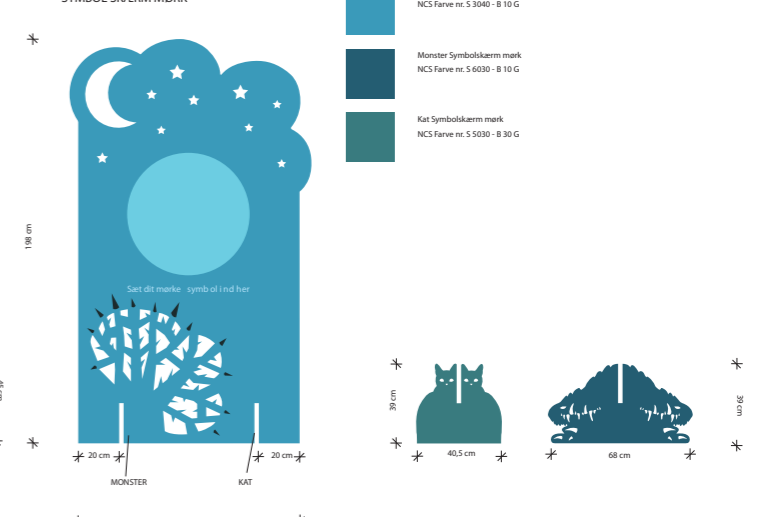 SYMBOLSKÆRM MØRK
NCS Farve nr. S 3040 - B 10 G
Monster Symbolskærm mørk
NCS Farve nr. S 6030 - B 10 G
Kat Symbolskærm mørk
NCS Farve nr. S 5030 - B 30 G
198 cm
Sæt dit mørke symbol ind her
20 cm
20 cm
MONSTER
KAT
39 cm
40,5 cm
68 cm
39 cm